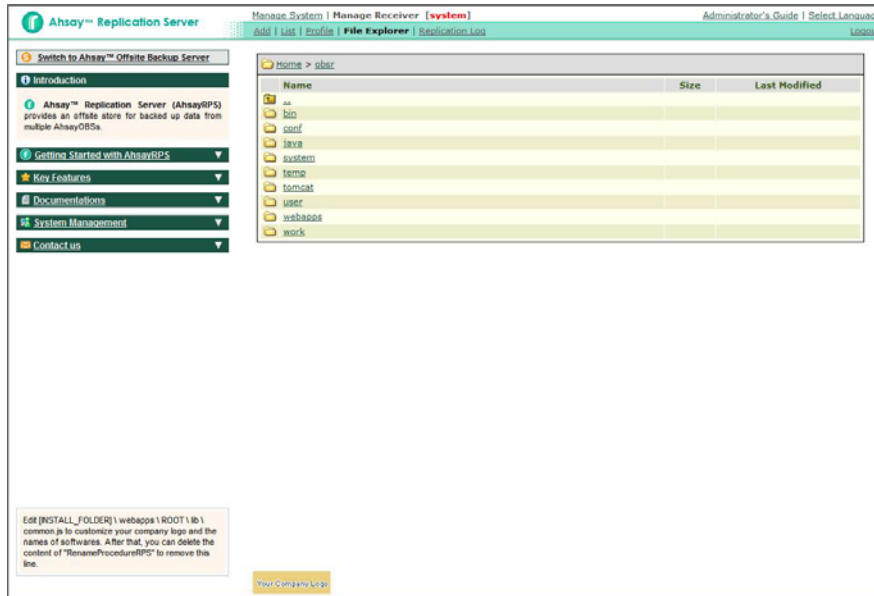 Ahsay™ Replication Server
Manage System | Manage Receiver [system]
Administrator's Guide | Select Languag
Add | List | Profile | File Explorer | Replication Log
Logou
Switch to Ahsay™ Offsite Backup Server
Introduction
Ahsay™ Replication Server (AhsayRPS)
provides an offsite store for backed up data from
multiple AhsayOBSs.
Getting Started with AhsayRPS
Key Features
Documentations
System Management
Contact us
Home > obsr
Name Size Last Modified
..
bin
conf
java
system
temp
tomcat
user
webapps
work
Edit [INSTALL_FOLDER] \ webapps \ ROOT \ lib \
common.js to customize your company logo and the
names of softwares. After that, you can delete the
content of "RenameProcedureRPS" to remove this
line.
Your Company Logo